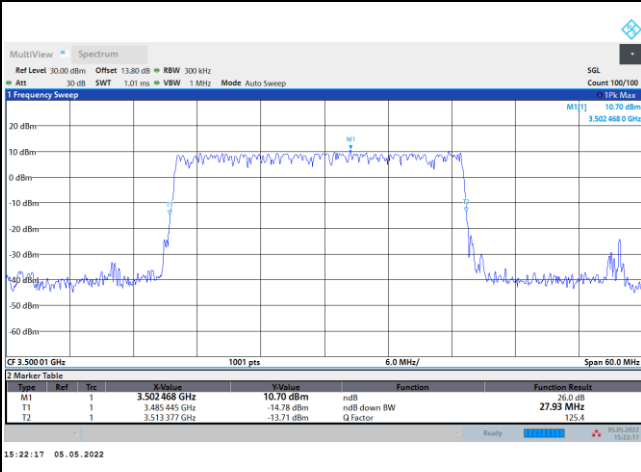 MultiView Spectrum
Ref Level 30.00 dBm Offset 13.80 dB RBW 300 kHz SGL
Att 30 dB SWT 1.01 ms VBW 1 MHz Mode Auto Sweep Count 100/100
1 Frequency Sweep 1Pk Max
M1[1] 10.70 dBm
3.502 468 0 GHz
20 dBm
M1
10 dBm
0 dBm
-10 dBm
T1 T2
-20 dBm
-30 dBm
-40 dBm
-50 dBm
-60 dBm
CF 3.500 01 GHz 1001 pts 6.0 MHz/ Span 60.0 MHz
2 Marker Table
Type Ref Trc X-Value Y-Value Function Function Result
M1 1 3.502 468 GHz 10.70 dBm ndB 26.0 dB
T1 1 3.485 445 GHz -14.78 dBm ndB down BW 27.93 MHz
T2 1 3.513 377 GHz -13.71 dBm Q Factor 125.4
Ready 05.05.2022
15:22:17
15:22:17 05.05.2022